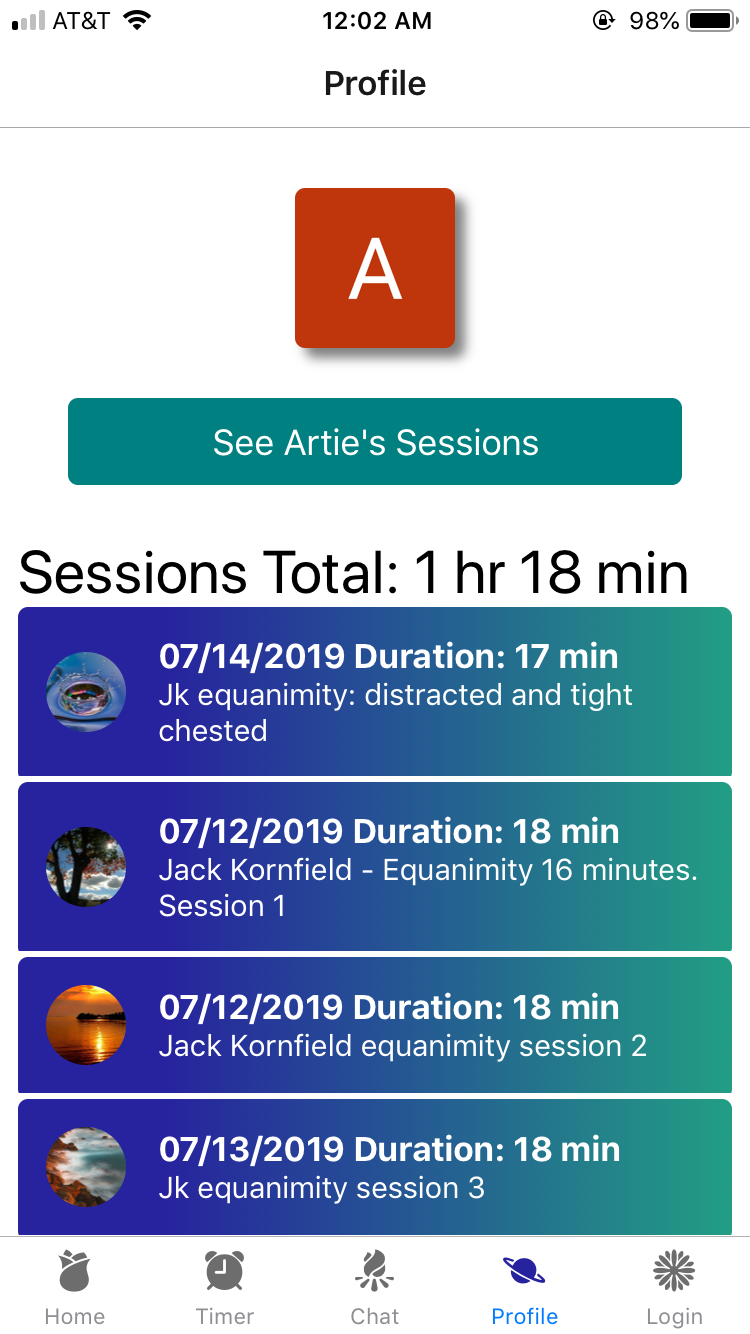 AT&T 12:02 AM 98%
Profile
A
See Artie's Sessions
Sessions Total: 1 hr 18 min
07/14/2019 Duration: 17 min
Jk equanimity: distracted and tight
chested
07/12/2019 Duration: 18 min
Jack Kornfield - Equanimity 16 minutes.
Session 1
07/12/2019 Duration: 18 min
Jack Kornfield equanimity session 2
07/13/2019 Duration: 18 min
Jk equanimity session 3
Home Timer Chat Profile Login